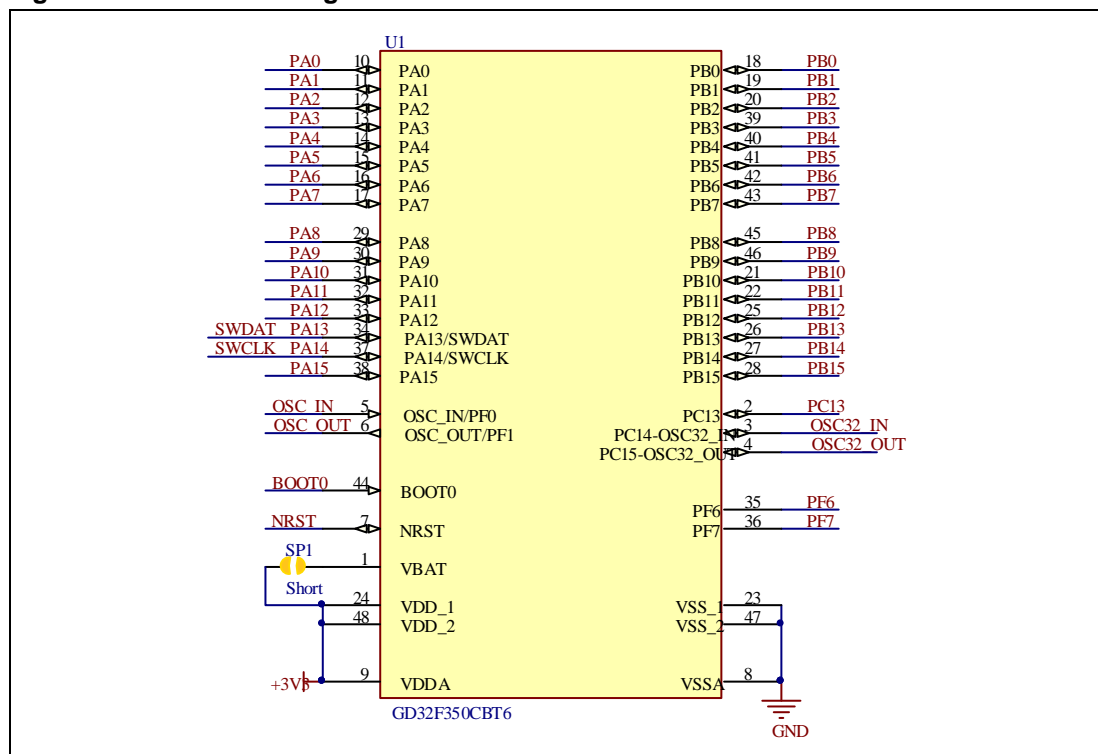 U1
PA0 10 PA0 PB0 18 PB0
PA1 11 PA1 PB1 19 PB1
PA2 12 PA2 PB2 20 PB2
PA3 13 PA3 PB3 39 PB3
PA4 14 PA4 PB4 40 PB4
PA5 15 PA5 PB5 41 PB5
PA6 16 PA6 PB6 42 PB6
PA7 17 PA7 PB7 43 PB7
PA8 29 PA8 PB8 45 PB8
PA9 30 PA9 PB9 46 PB9
PA10 31 PA10 PB10 21 PB10
PA11 32 PA11 PB11 22 PB11
PA12 33 PA12 PB12 25 PB12
SWDAT PA13 34 PA13/SWDAT PB13 26 PB13
SWCLK PA14 37 PA14/SWCLK PB14 27 PB14
PA15 38 PA15 PB15 28 PB15
OSC_IN 5 OSC_IN/PF0 PC13 2 PC13
OSC_OUT 6 OSC_OUT/PF1 PC14-OSC32_IN 3 OSC32_IN
PC15-OSC32_OUT 4 OSC32_OUT
BOOT0 44 BOOT0
PF6 35 PF6
NRST 7 NRST PF7 36 PF7
SP1 1 VBAT
Short
24 VDD_1 VSS_1 23
48 VDD_2 VSS_2 47
+3V3 9 VDDA VSSA 8
GD32F350CBT6
GND